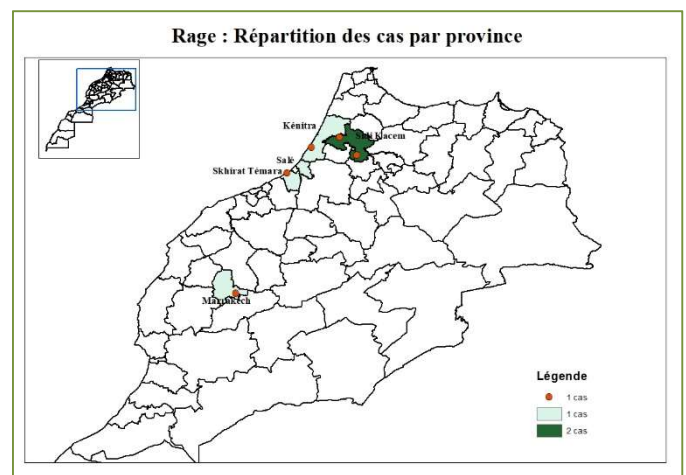 Rage : Répartition des cas par province
Kénitra
Sidi Kacem
Salé
Skhirat Témara
Marrakech
Légende
1 cas
1 cas
2 cas